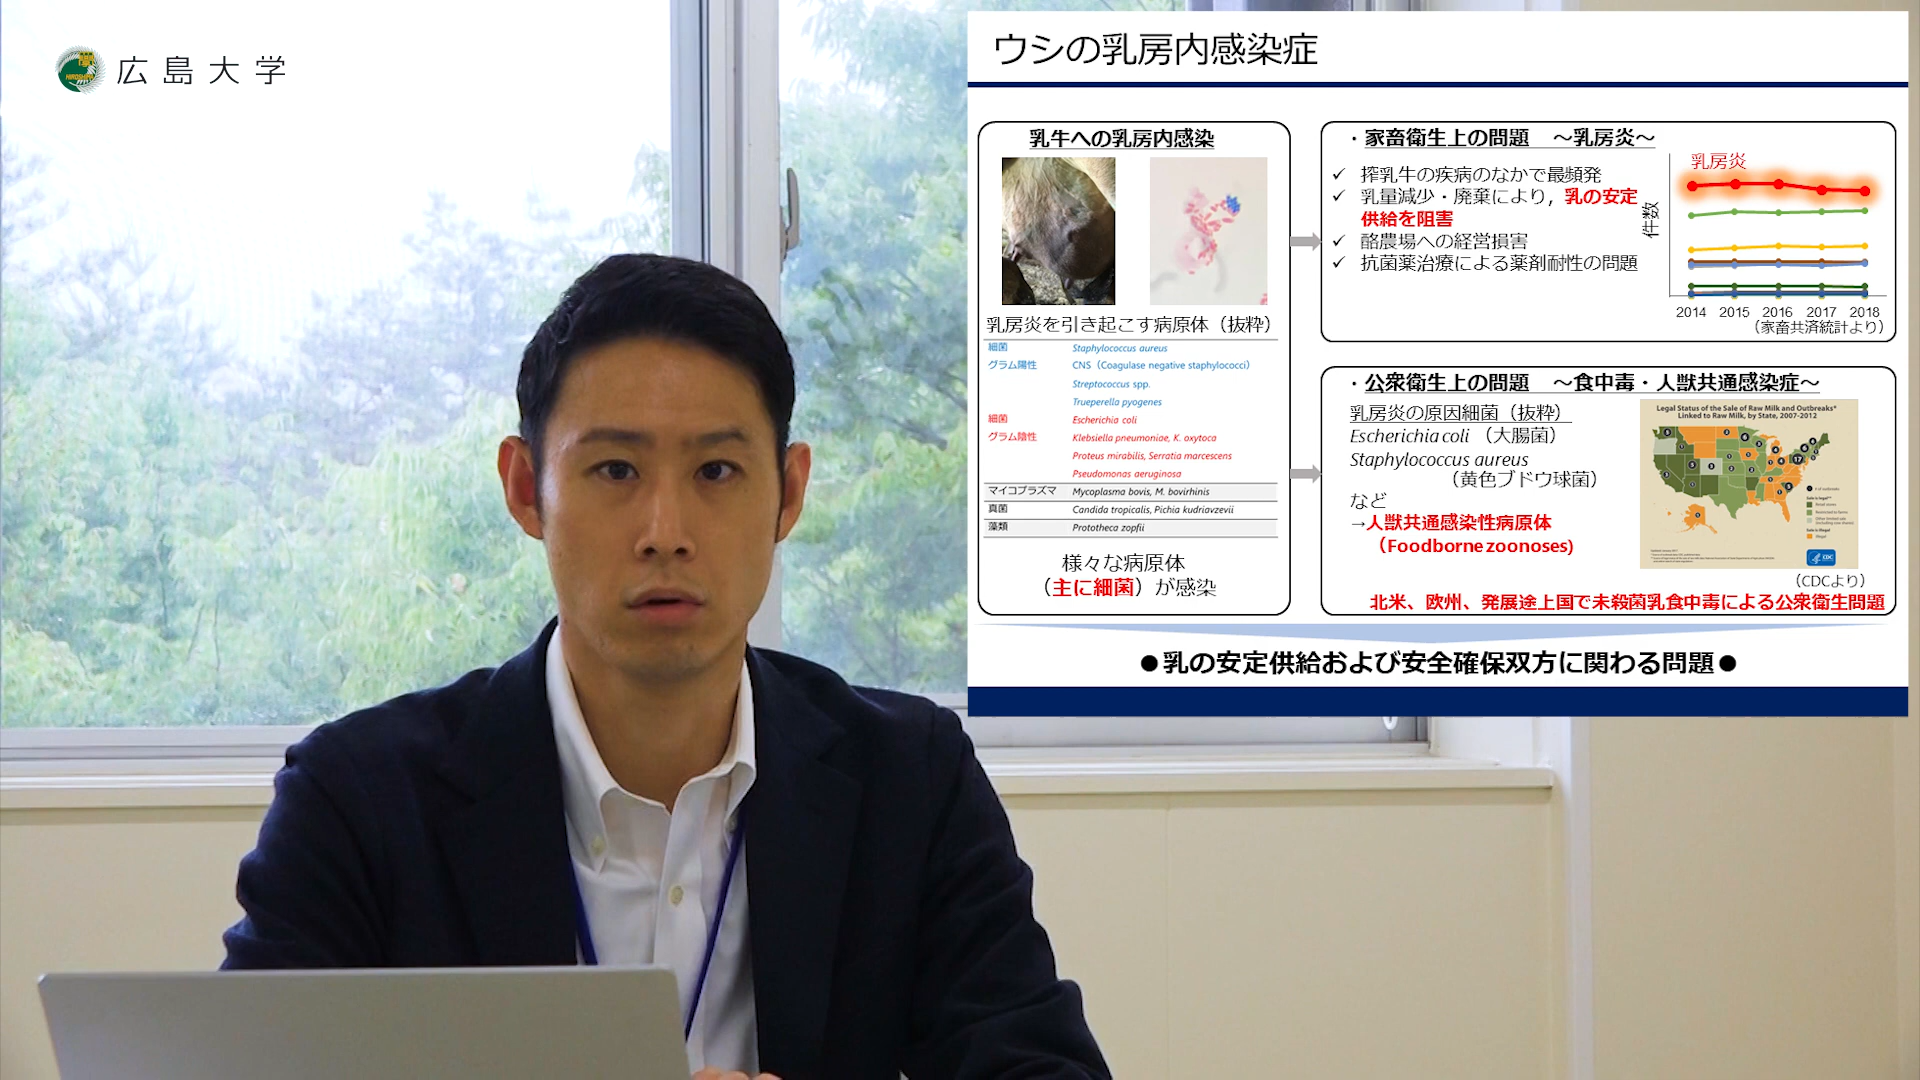 広島大学
ウシの乳房内感染症
乳牛への乳房内感染
乳房炎を引き起こす病原体（抜粋）
細菌 Staphylococcus aureus
グラム陽性 CNS（Coagulase negative staphylococci）
Streptococcus spp.
Trueperella pyogenes
細菌 Escherichia coli
グラム陰性 Klebsiella pneumoniae, K. oxytoca
Proteus mirabilis, Serratia marcescens
Pseudomonas aeruginosa
マイコプラズマ Mycoplasma bovis, M. bovirhinis
真菌 Candida tropicalis, Pichia kudriavzevii
藻類 Prototheca zopfii
様々な病原体
（主に細菌）が感染
・家畜衛生上の問題　～乳房炎～
✓ 搾乳牛の疾病のなかで最頻発
✓ 乳量減少・廃棄により，乳の安定
供給を阻害
✓ 酪農場への経営損害
✓ 抗菌薬治療による薬剤耐性の問題
乳房炎
件数
2014 2015 2016 2017 2018
（家畜共済統計より）
・公衆衛生上の問題　～食中毒・人獣共通感染症～
乳房炎の原因細菌（抜粋）
Escherichia coli （大腸菌）
Staphylococcus aureus
（黄色ブドウ球菌）
など
→人獣共通感染性病原体
（Foodborne zoonoses)
Legal Status of the Sale of Raw Milk and Outbreaks*
Linked to Raw Milk, by State, 2007-2012
CDC
（CDCより）
北米、欧州、発展途上国で未殺菌乳食中毒による公衆衛生問題
●乳の安定供給および安全確保双方に関わる問題●